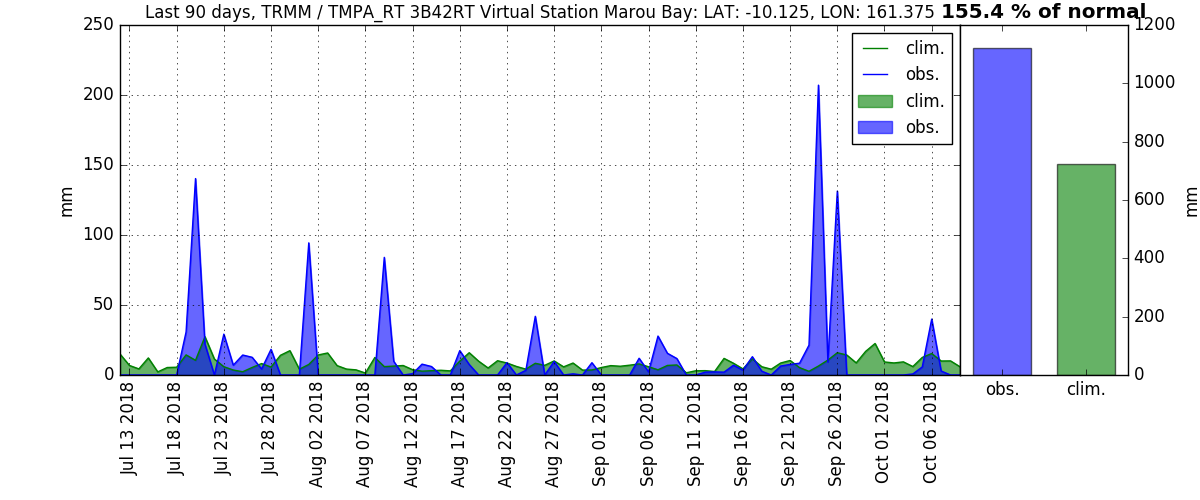 Last 90 days, TRMM / TMPA_RT 3B42RT Virtual Station Marou Bay: LAT: -10.125, LON: 161.375 155.4 % of normal
250
200
150
100
50
0
mm
clim.
obs.
clim.
obs.
1200
1000
800
600
400
200
0
mm
obs.
clim.
Jul 13 2018
Jul 18 2018
Jul 23 2018
Jul 28 2018
Aug 02 2018
Aug 07 2018
Aug 12 2018
Aug 17 2018
Aug 22 2018
Aug 27 2018
Sep 01 2018
Sep 06 2018
Sep 11 2018
Sep 16 2018
Sep 21 2018
Sep 26 2018
Oct 01 2018
Oct 06 2018